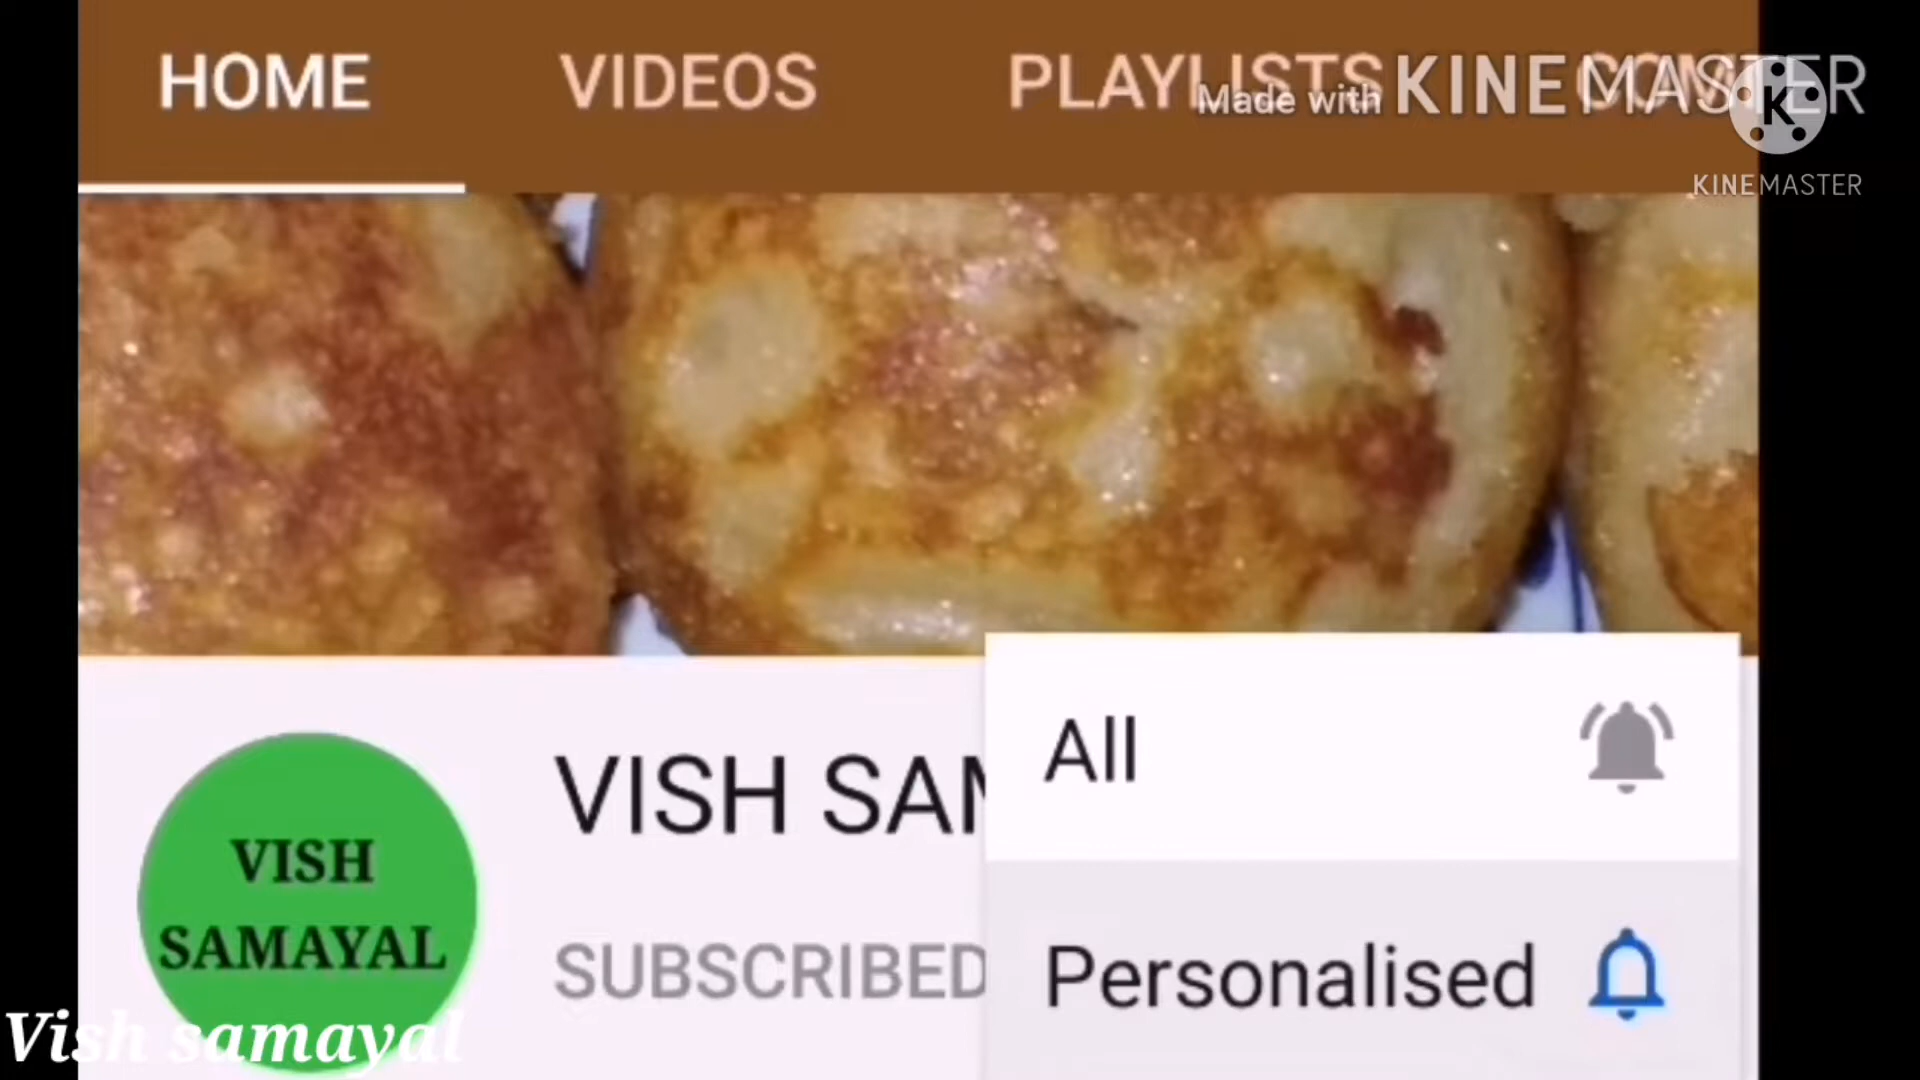 HOME
VIDEOS
PLAYLISTS
Made with KINEMASTER
KINEMASTER
VISH SAM
All
VISH
SAMAYAL
SUBSCRIBED
Personalised
Vish samayal